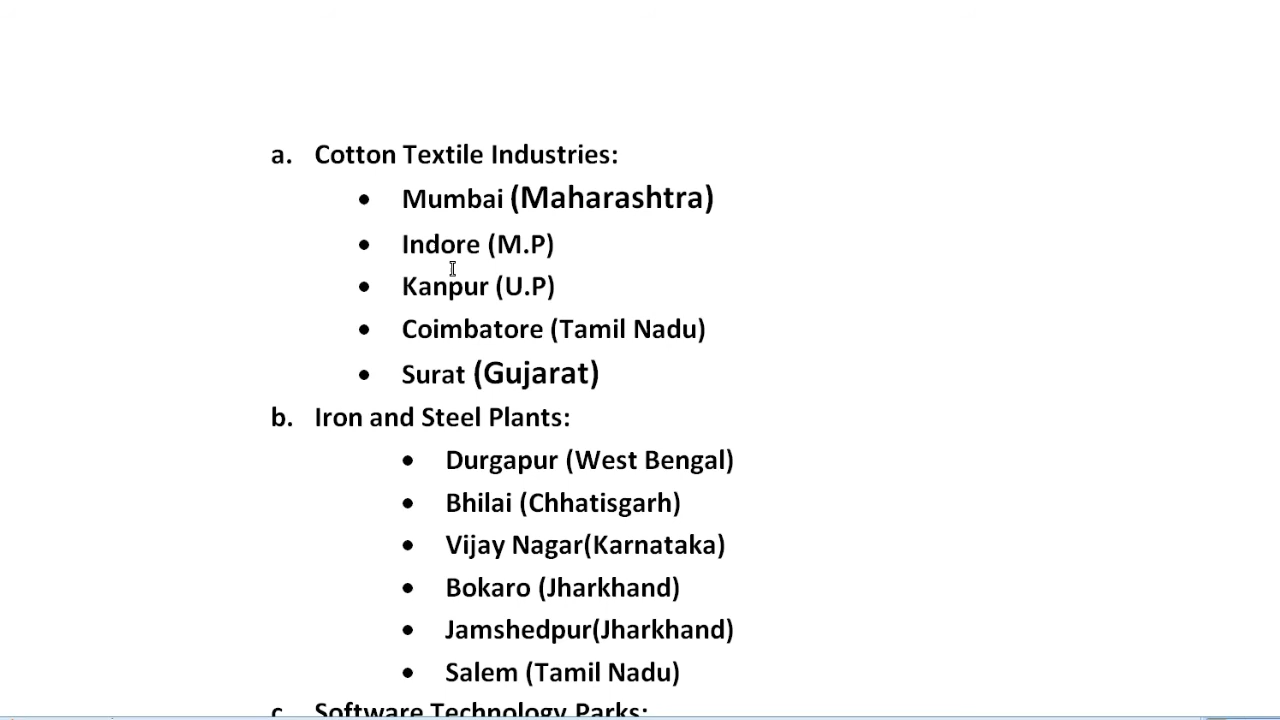 a. Cotton Textile Industries:
• Mumbai (Maharashtra)
• Indore (M.P)
• Kanpur (U.P)
• Coimbatore (Tamil Nadu)
• Surat (Gujarat)
b. Iron and Steel Plants:
• Durgapur (West Bengal)
• Bhilai (Chhatisgarh)
• Vijay Nagar(Karnataka)
• Bokaro (Jharkhand)
• Jamshedpur(Jharkhand)
• Salem (Tamil Nadu)
c. Software Technology Parks: